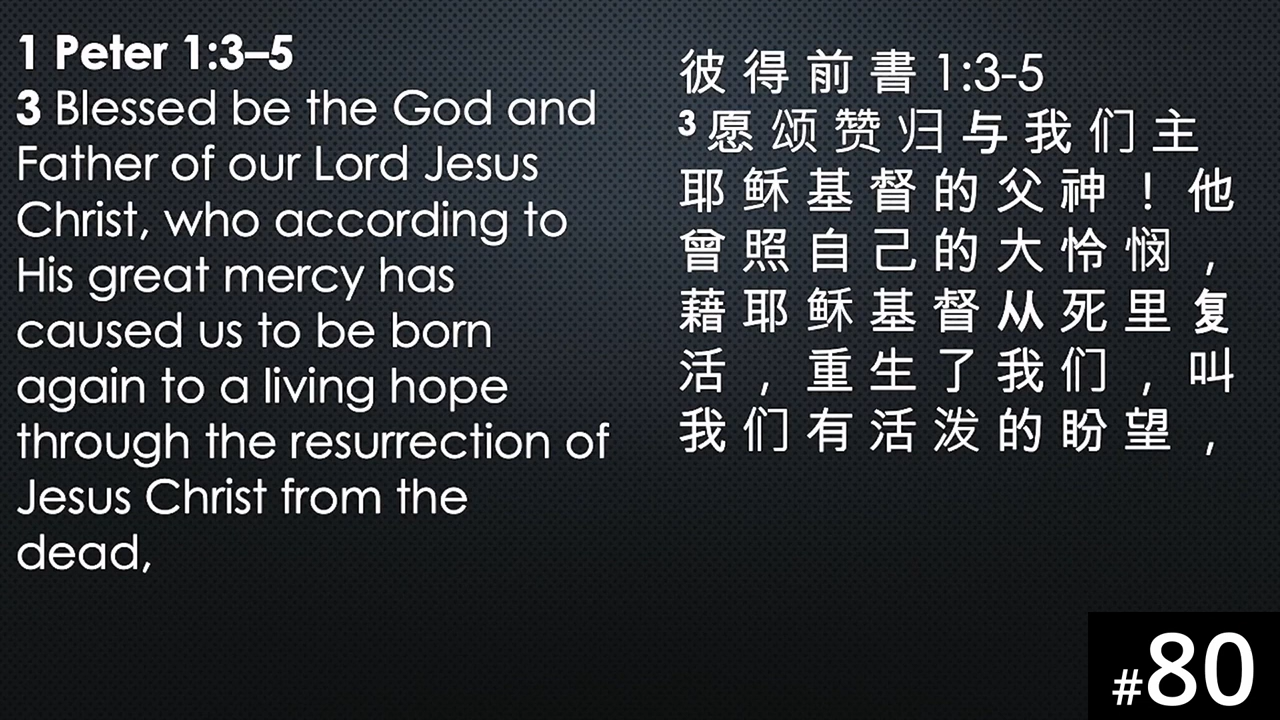 1 Peter 1:3–5
3 Blessed be the God and
Father of our Lord Jesus
Christ, who according to
His great mercy has
caused us to be born
again to a living hope
through the resurrection of
Jesus Christ from the
dead,
彼得前書 1:3-5
3 愿颂赞归与我们主
耶稣基督的父神！他
曾照自己的大怜悯，
藉耶稣基督从死里复
活，重生了我们，叫
我们有活泼的盼望，
#80